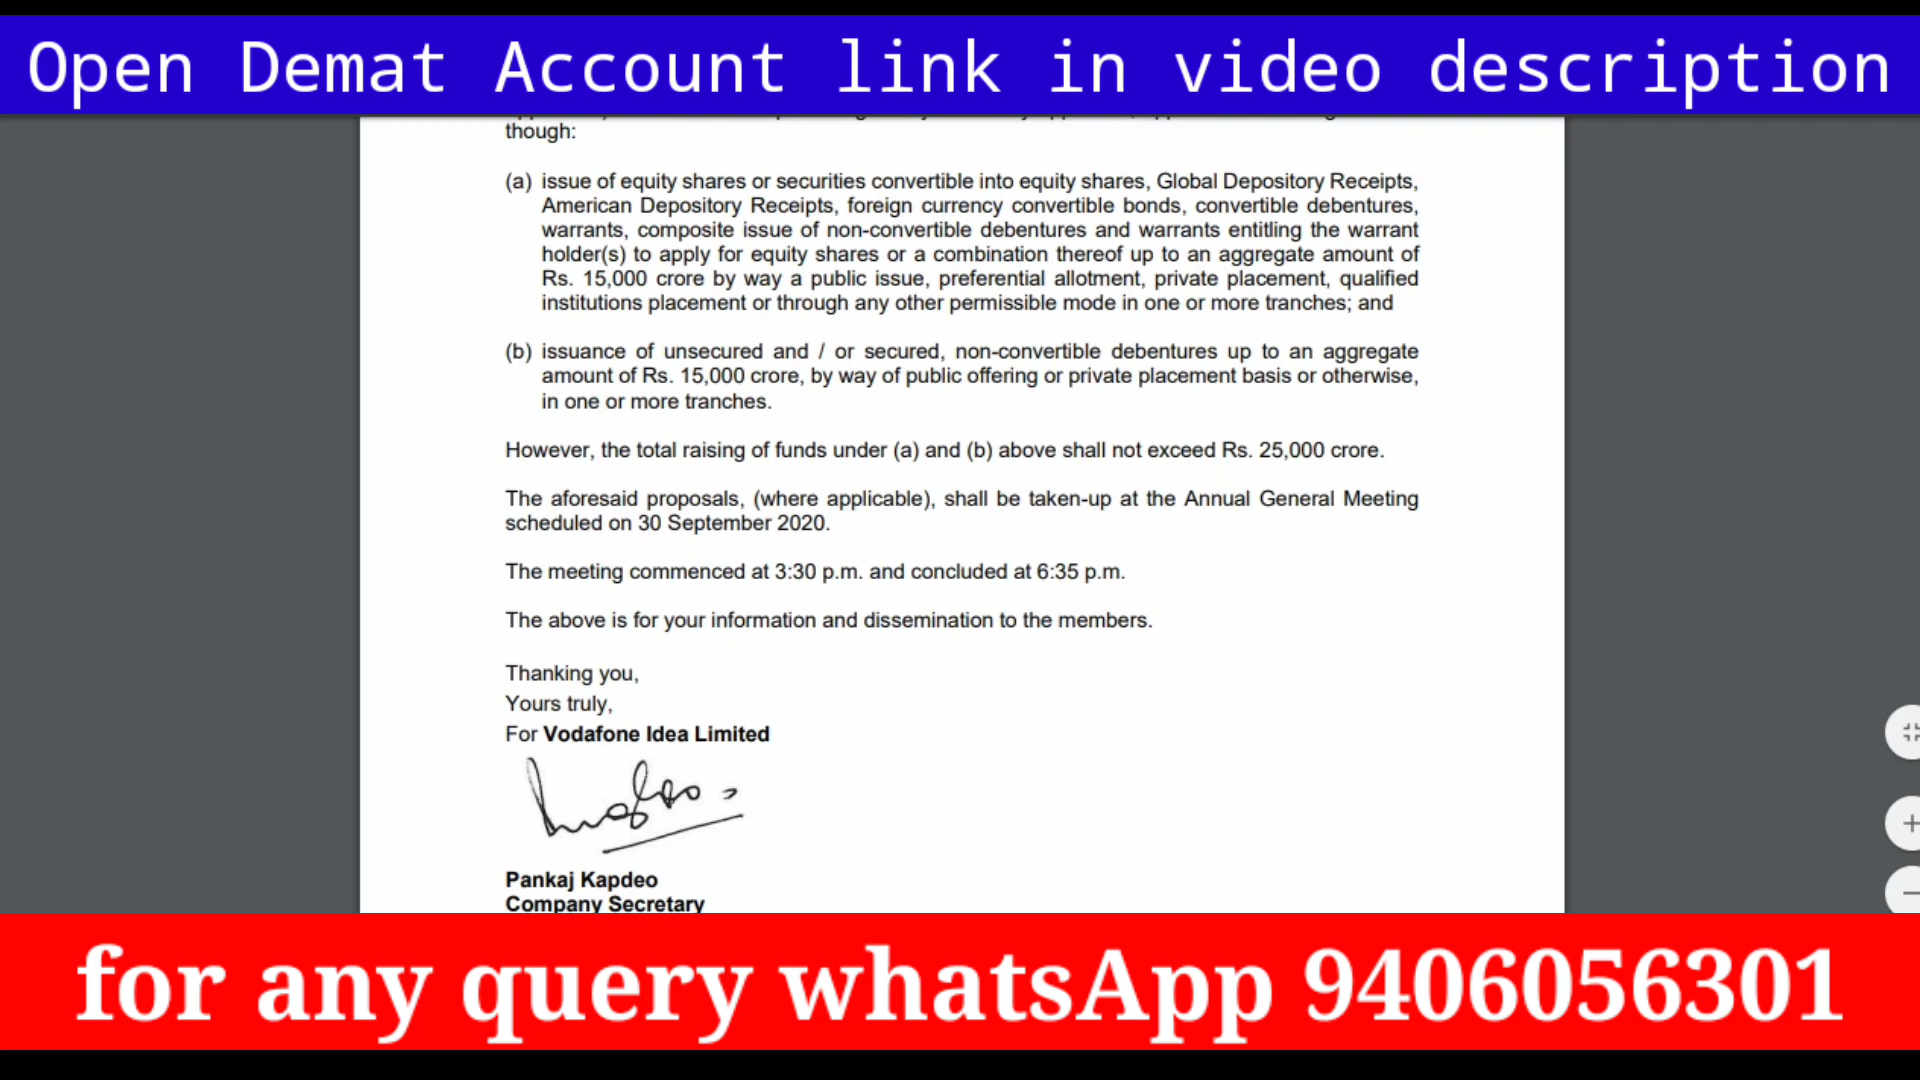 Open Demat Account link in video description
though:
(a) issue of equity shares or securities convertible into equity shares, Global Depository Receipts,
American Depository Receipts, foreign currency convertible bonds, convertible debentures,
warrants, composite issue of non-convertible debentures and warrants entitling the warrant
holder(s) to apply for equity shares or a combination thereof up to an aggregate amount of
Rs. 15,000 crore by way a public issue, preferential allotment, private placement, qualified
institutions placement or through any other permissible mode in one or more tranches; and
(b) issuance of unsecured and / or secured, non-convertible debentures up to an aggregate
amount of Rs. 15,000 crore, by way of public offering or private placement basis or otherwise,
in one or more tranches.
However, the total raising of funds under (a) and (b) above shall not exceed Rs. 25,000 crore.
The aforesaid proposals, (where applicable), shall be taken-up at the Annual General Meeting
scheduled on 30 September 2020.
The meeting commenced at 3:30 p.m. and concluded at 6:35 p.m.
The above is for your information and dissemination to the members.
Thanking you,
Yours truly,
For Vodafone Idea Limited
Pankaj Kapdeo
Company Secretary
for any query whatsApp 9406056301